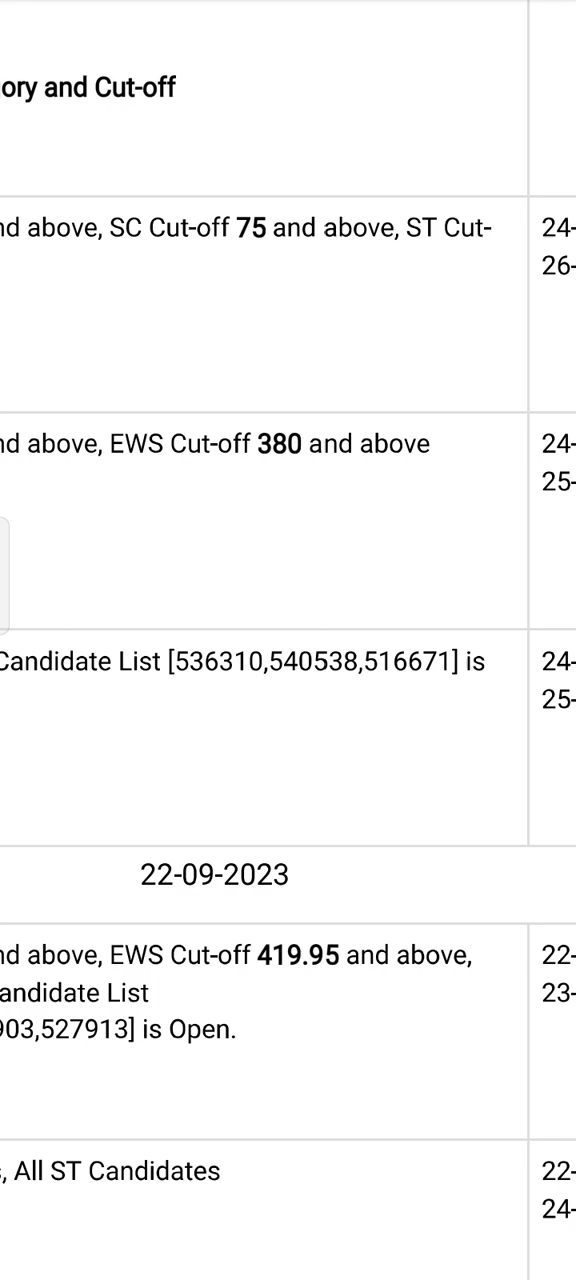 ory and Cut-off
nd above, SC Cut-off 75 and above, ST Cut-
24-
26-
nd above, EWS Cut-off 380 and above
24-
25-
Candidate List [536310,540538,516671] is
24-
25-
22-09-2023
nd above, EWS Cut-off 419.95 and above,
andidate List
903,527913] is Open.
22-
23-
, All ST Candidates
22-
24-